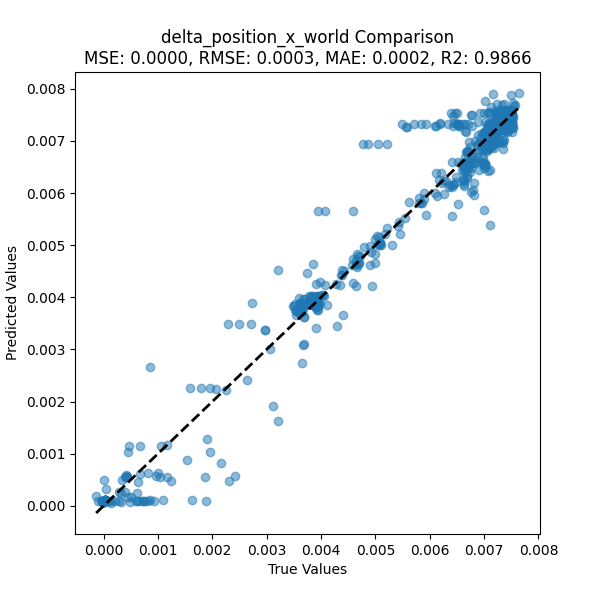 delta_position_x_world Comparison
MSE: 0.0000, RMSE: 0.0003, MAE: 0.0002, R2: 0.9866
0.008
0.007
0.006
0.005
0.004
0.003
0.002
0.001
0.000
Predicted Values
0.000 0.001 0.002 0.003 0.004 0.005 0.006 0.007 0.008
True Values